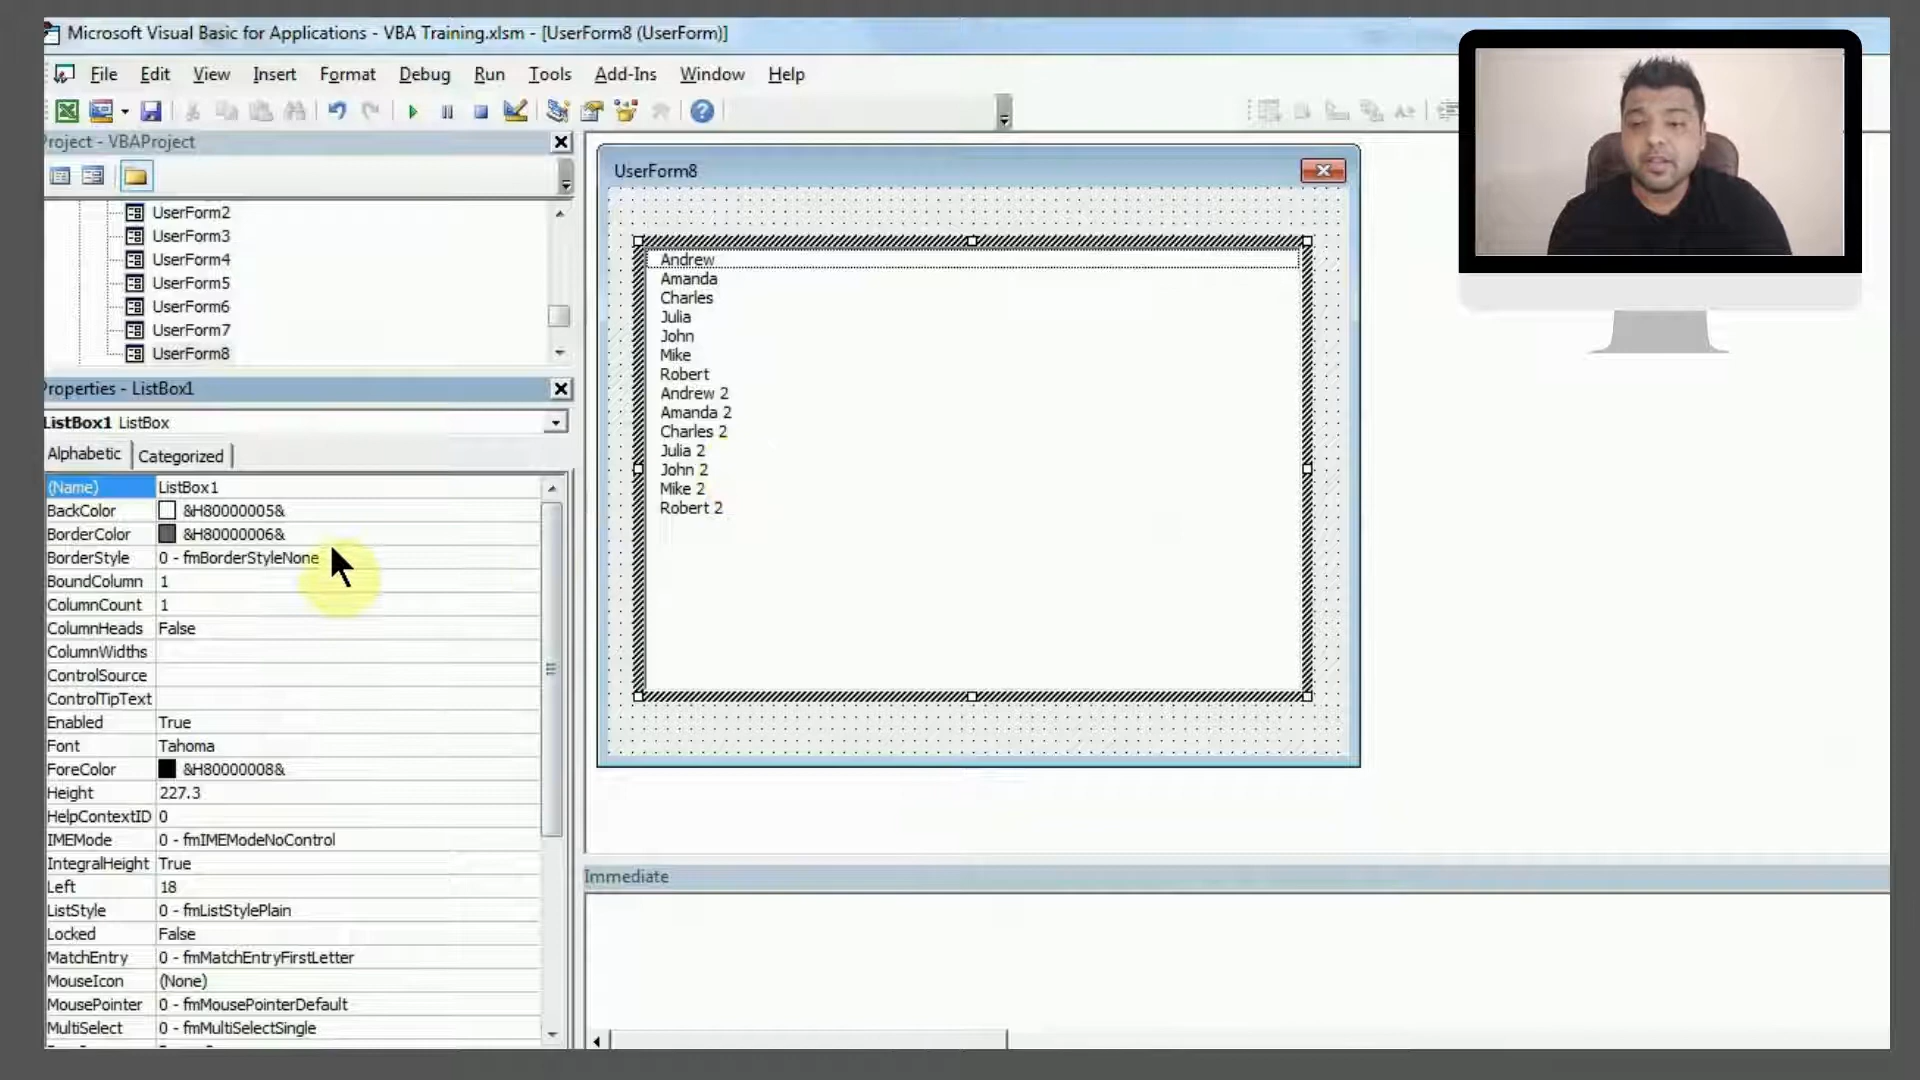 Microsoft Visual Basic for Applications - VBA Training.xlsm - [UserForm8 (UserForm)]
File Edit View Insert Format Debug Run Tools Add-Ins Window Help
roject - VBAProject
UserForm2
UserForm3
UserForm4
UserForm5
UserForm6
UserForm7
UserForm8
roperties - ListBox1
ListBox1 ListBox
Alphabetic Categorized
(Name) ListBox1
BackColor &H80000005&
BorderColor &H80000006&
BorderStyle 0 - fmBorderStyleNone
BoundColumn 1
ColumnCount 1
ColumnHeads False
ColumnWidths
ControlSource
ControlTipText
Enabled True
Font Tahoma
ForeColor &H80000008&
Height 227.3
HelpContextID 0
IMEMode 0 - fmIMEModeNoControl
IntegralHeight True
Left 18
ListStyle 0 - fmListStylePlain
Locked False
MatchEntry 0 - fmMatchEntryFirstLetter
MouseIcon (None)
MousePointer 0 - fmMousePointerDefault
MultiSelect 0 - fmMultiSelectSingle
UserForm8
Andrew
Amanda
Charles
Julia
John
Mike
Robert
Andrew 2
Amanda 2
Charles 2
Julia 2
John 2
Mike 2
Robert 2
Immediate